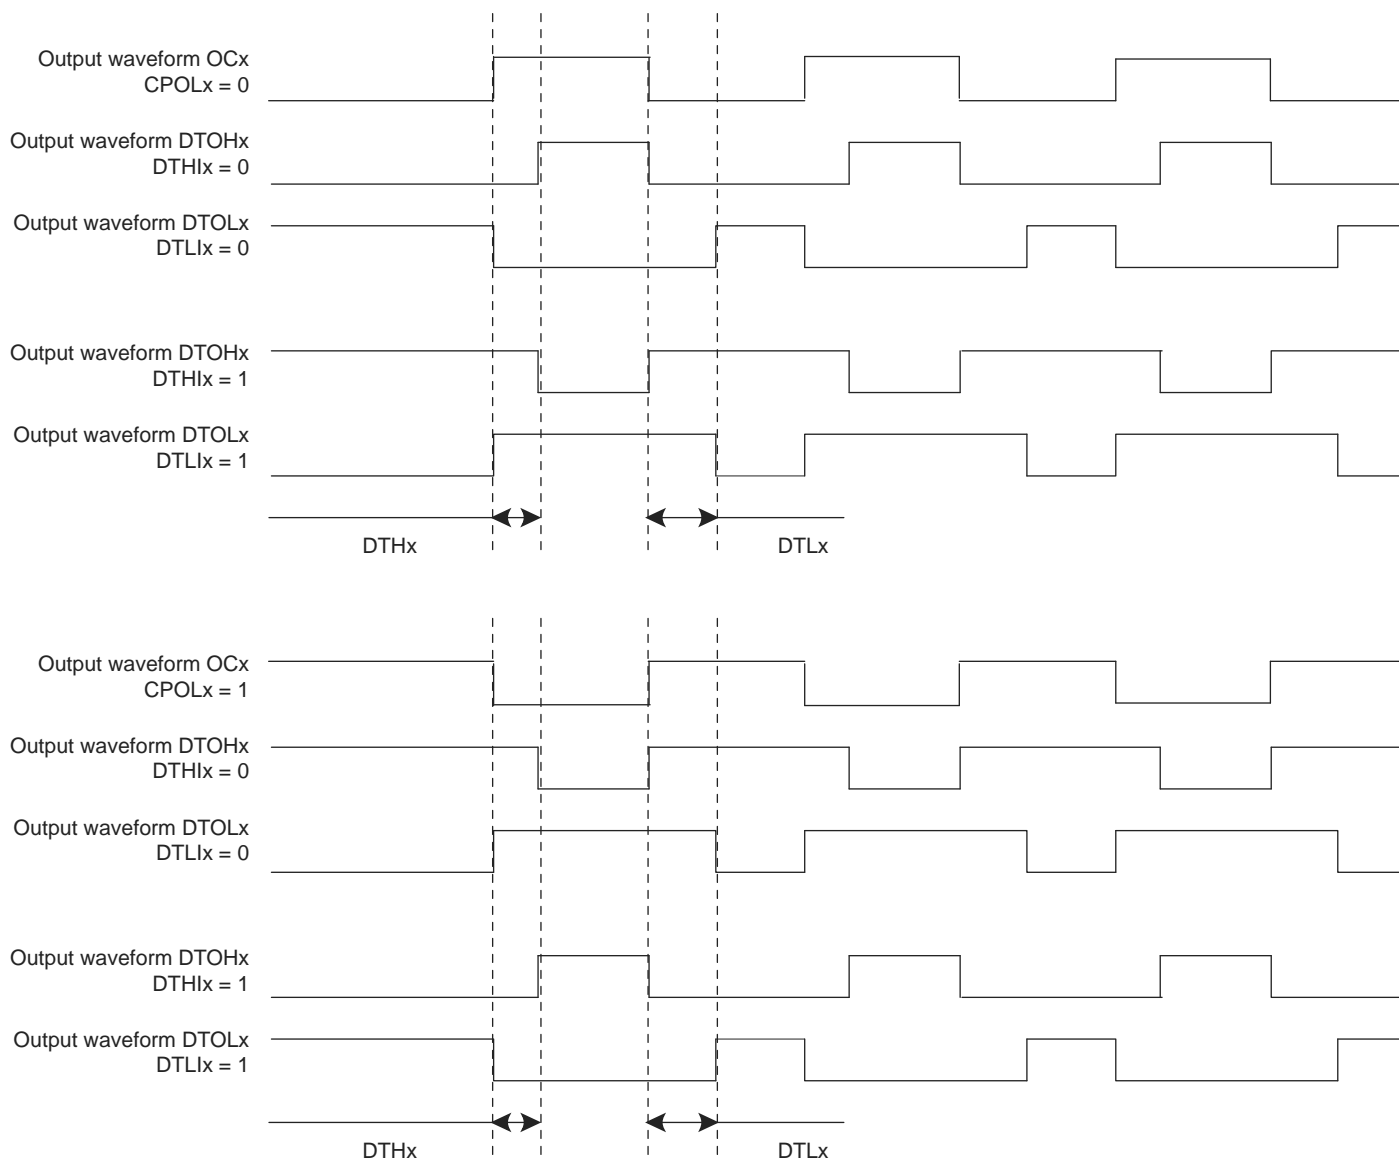 Output waveform OCx
CPOLx = 0
Output waveform DTOHx
DTHIx = 0
Output waveform DTOLx
DTLIx = 0
Output waveform DTOHx
DTHIx = 1
Output waveform DTOLx
DTLIx = 1
DTHx
DTLx
Output waveform OCx
CPOLx = 1
Output waveform DTOHx
DTHIx = 0
Output waveform DTOLx
DTLIx = 0
Output waveform DTOHx
DTHIx = 1
Output waveform DTOLx
DTLIx = 1
DTHx
DTLx